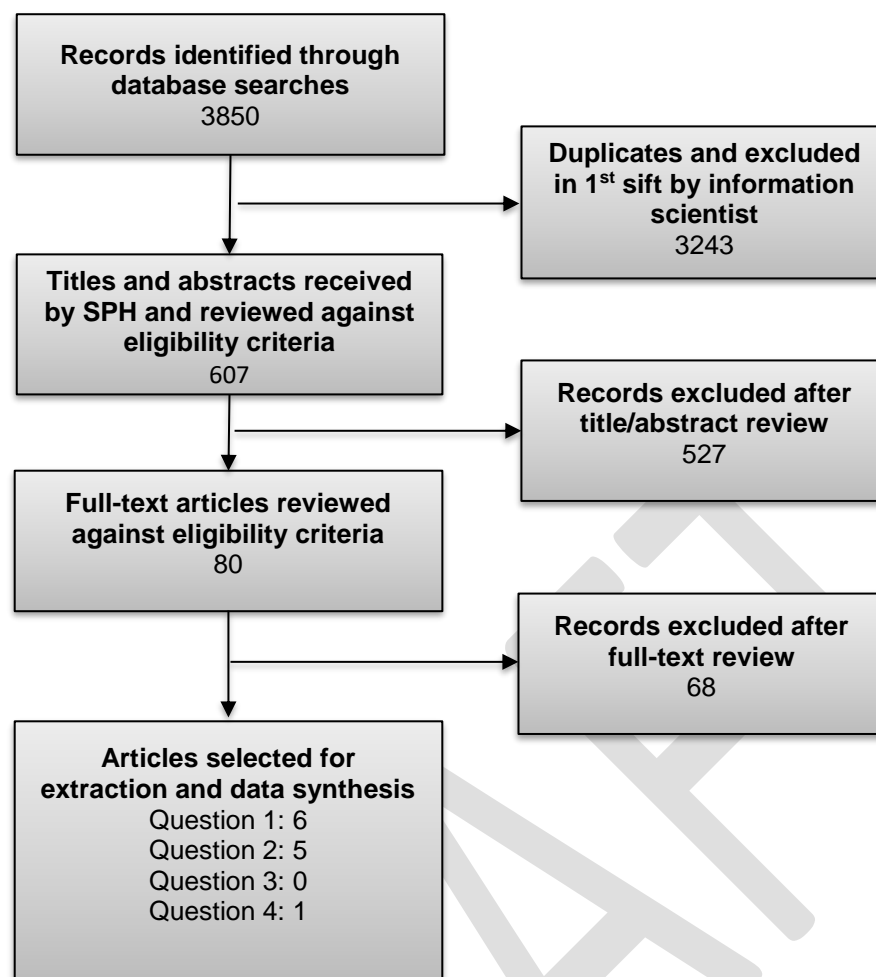 Records identified through
database searches
3850
Duplicates and excluded
in 1st sift by information
scientist
3243
Titles and abstracts received
by SPH and reviewed against
eligibility criteria
607
Records excluded after
title/abstract review
527
Full-text articles reviewed
against eligibility criteria
80
Records excluded after
full-text review
68
Articles selected for
extraction and data synthesis
Question 1: 6
Question 2: 5
Question 3: 0
Question 4: 1